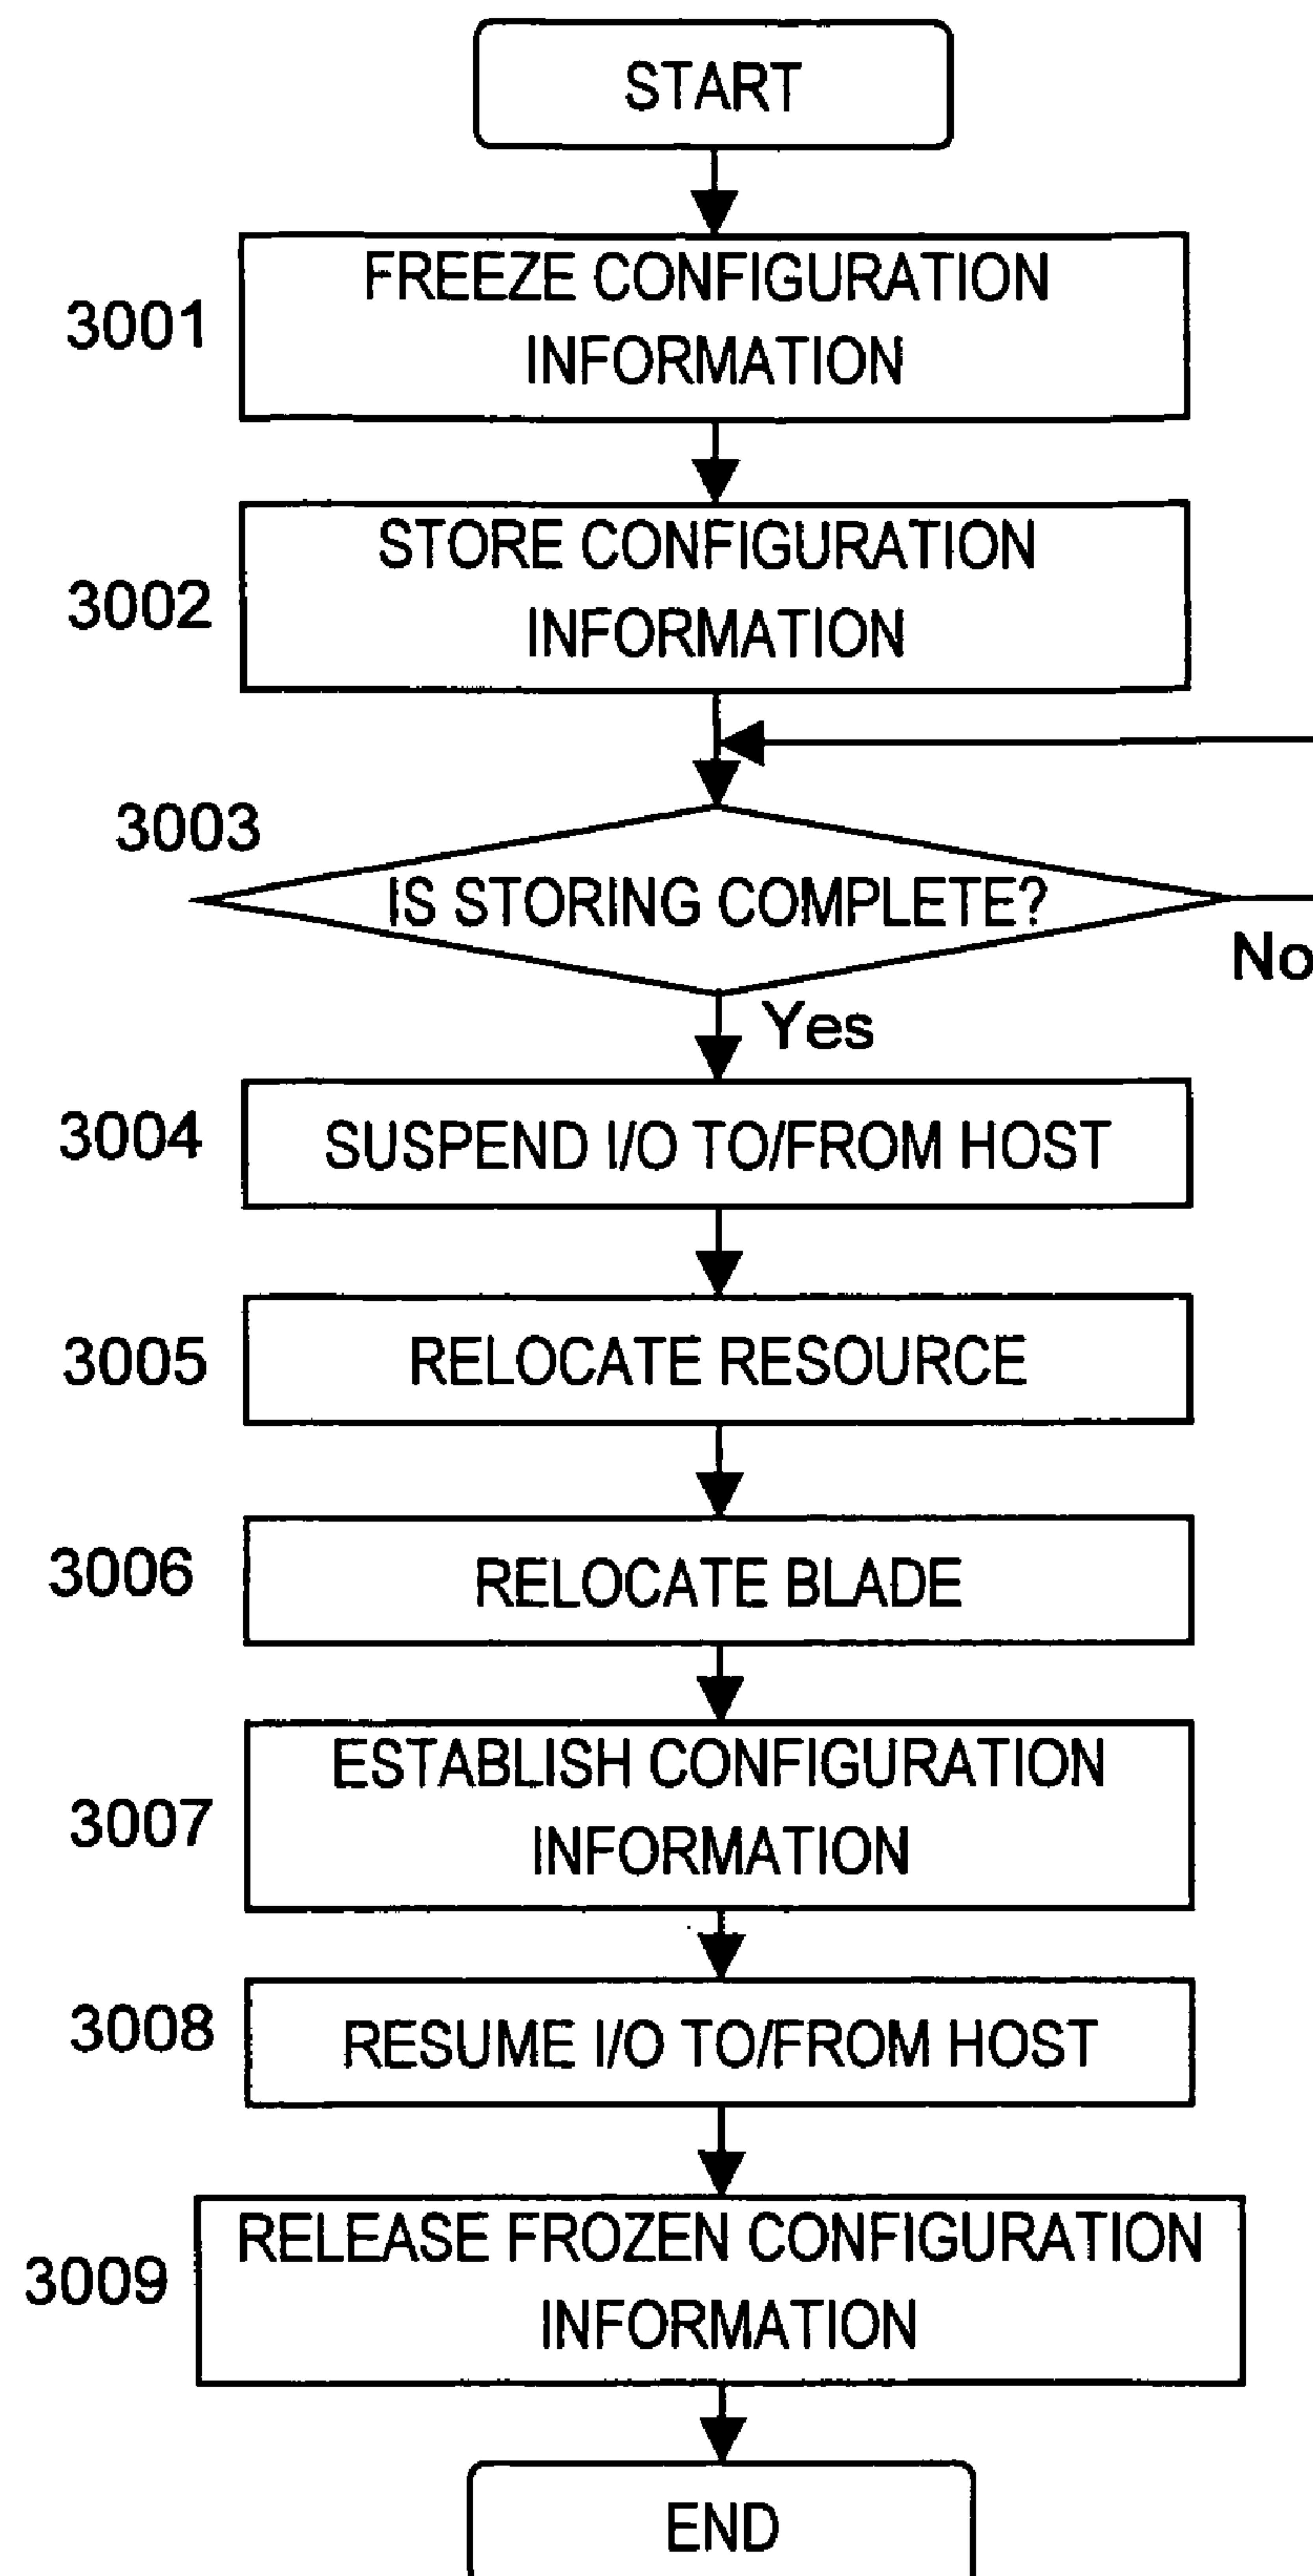 START
3001
FREEZE CONFIGURATION
INFORMATION
3002
STORE CONFIGURATION
INFORMATION
3003
IS STORING COMPLETE?
No
Yes
3004
SUSPEND I/O TO/FROM HOST
3005
RELOCATE RESOURCE
3006
RELOCATE BLADE
3007
ESTABLISH CONFIGURATION
INFORMATION
3008
RESUME I/O TO/FROM HOST
3009
RELEASE FROZEN CONFIGURATION
INFORMATION
END